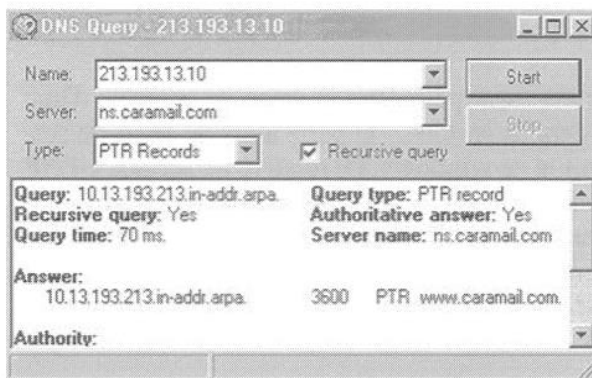 DNS Query - 213.193.13.10
Name: 213.193.13.10 Start
Server: ns.caramail.com Stop
Type: PTR Records Recursive query
Query: 10.13.193.213.in-addr.arpa. Query type: PTR record
Recursive query: Yes Authoritative answer: Yes
Query time: 70 ms. Server name: ns.caramail.com
Answer:
10.13.193.213.in-addr.arpa. 3600 PTR www.caramail.com.
Authority: